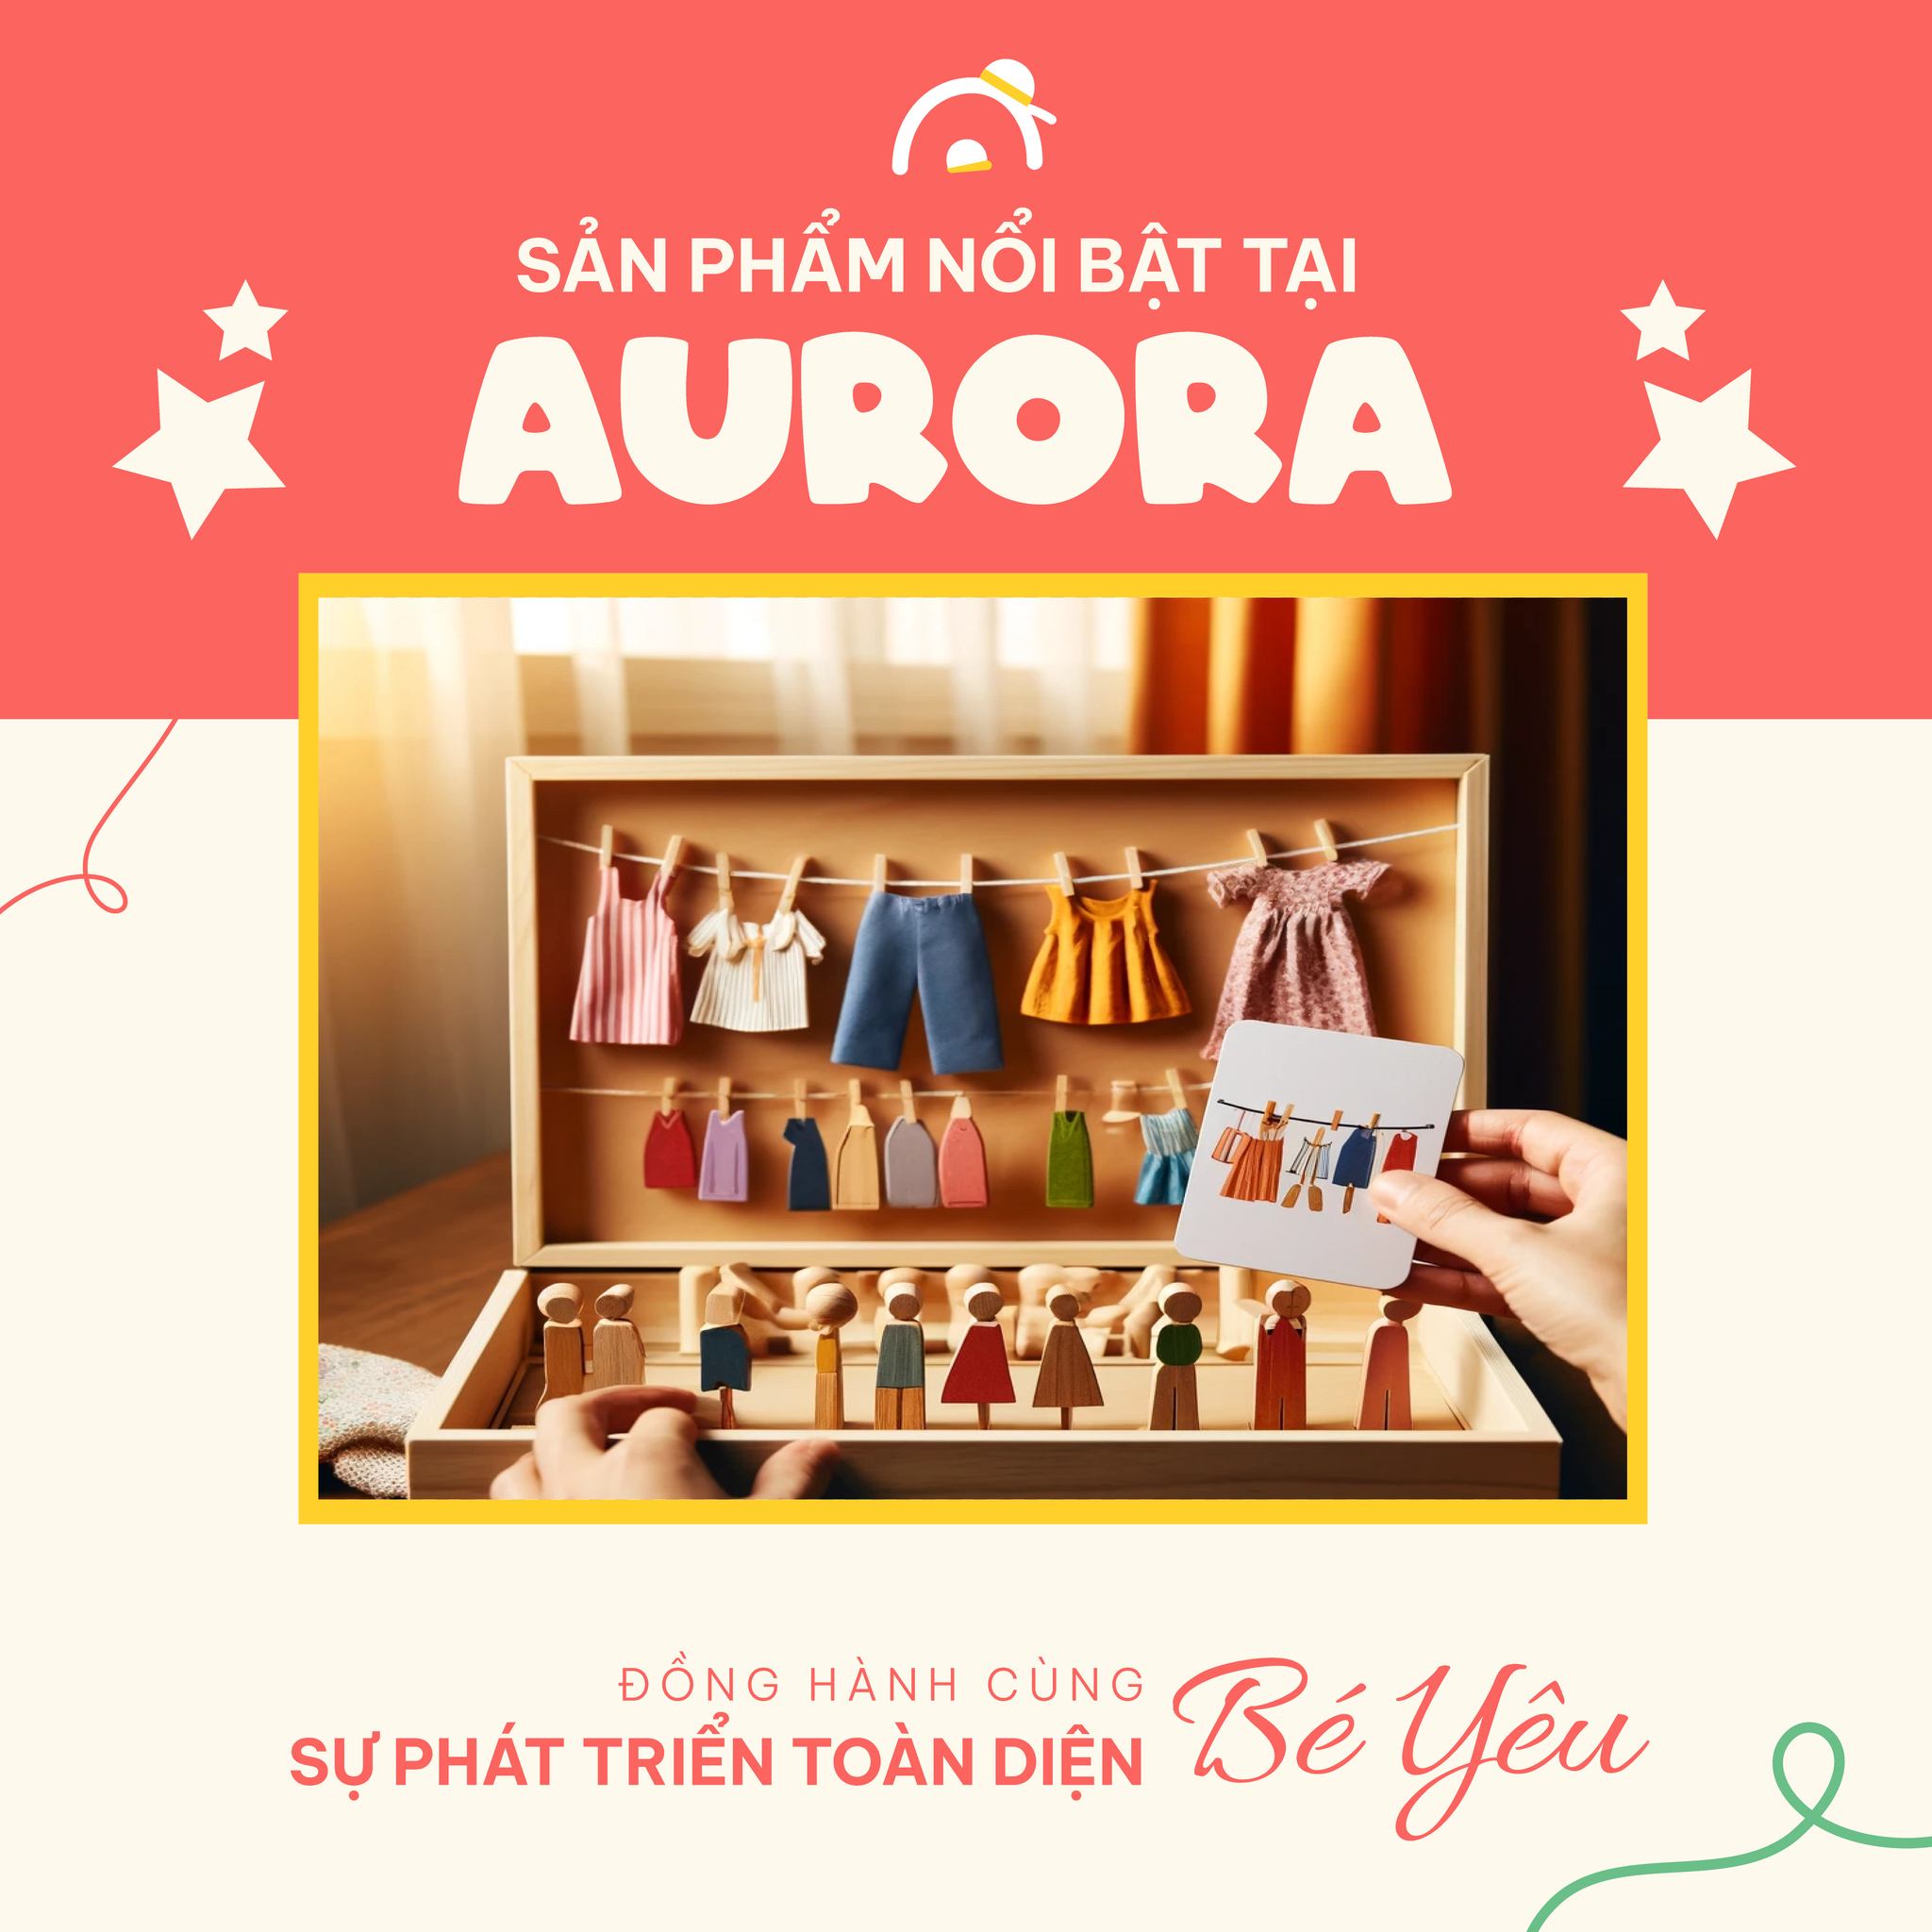 SẢN PHẨM NỔI BẬT TẠI
AURORA
ĐỒNG HÀNH CÙNG
SỰ PHÁT TRIỂN TOÀN DIỆN
Bé Yêu